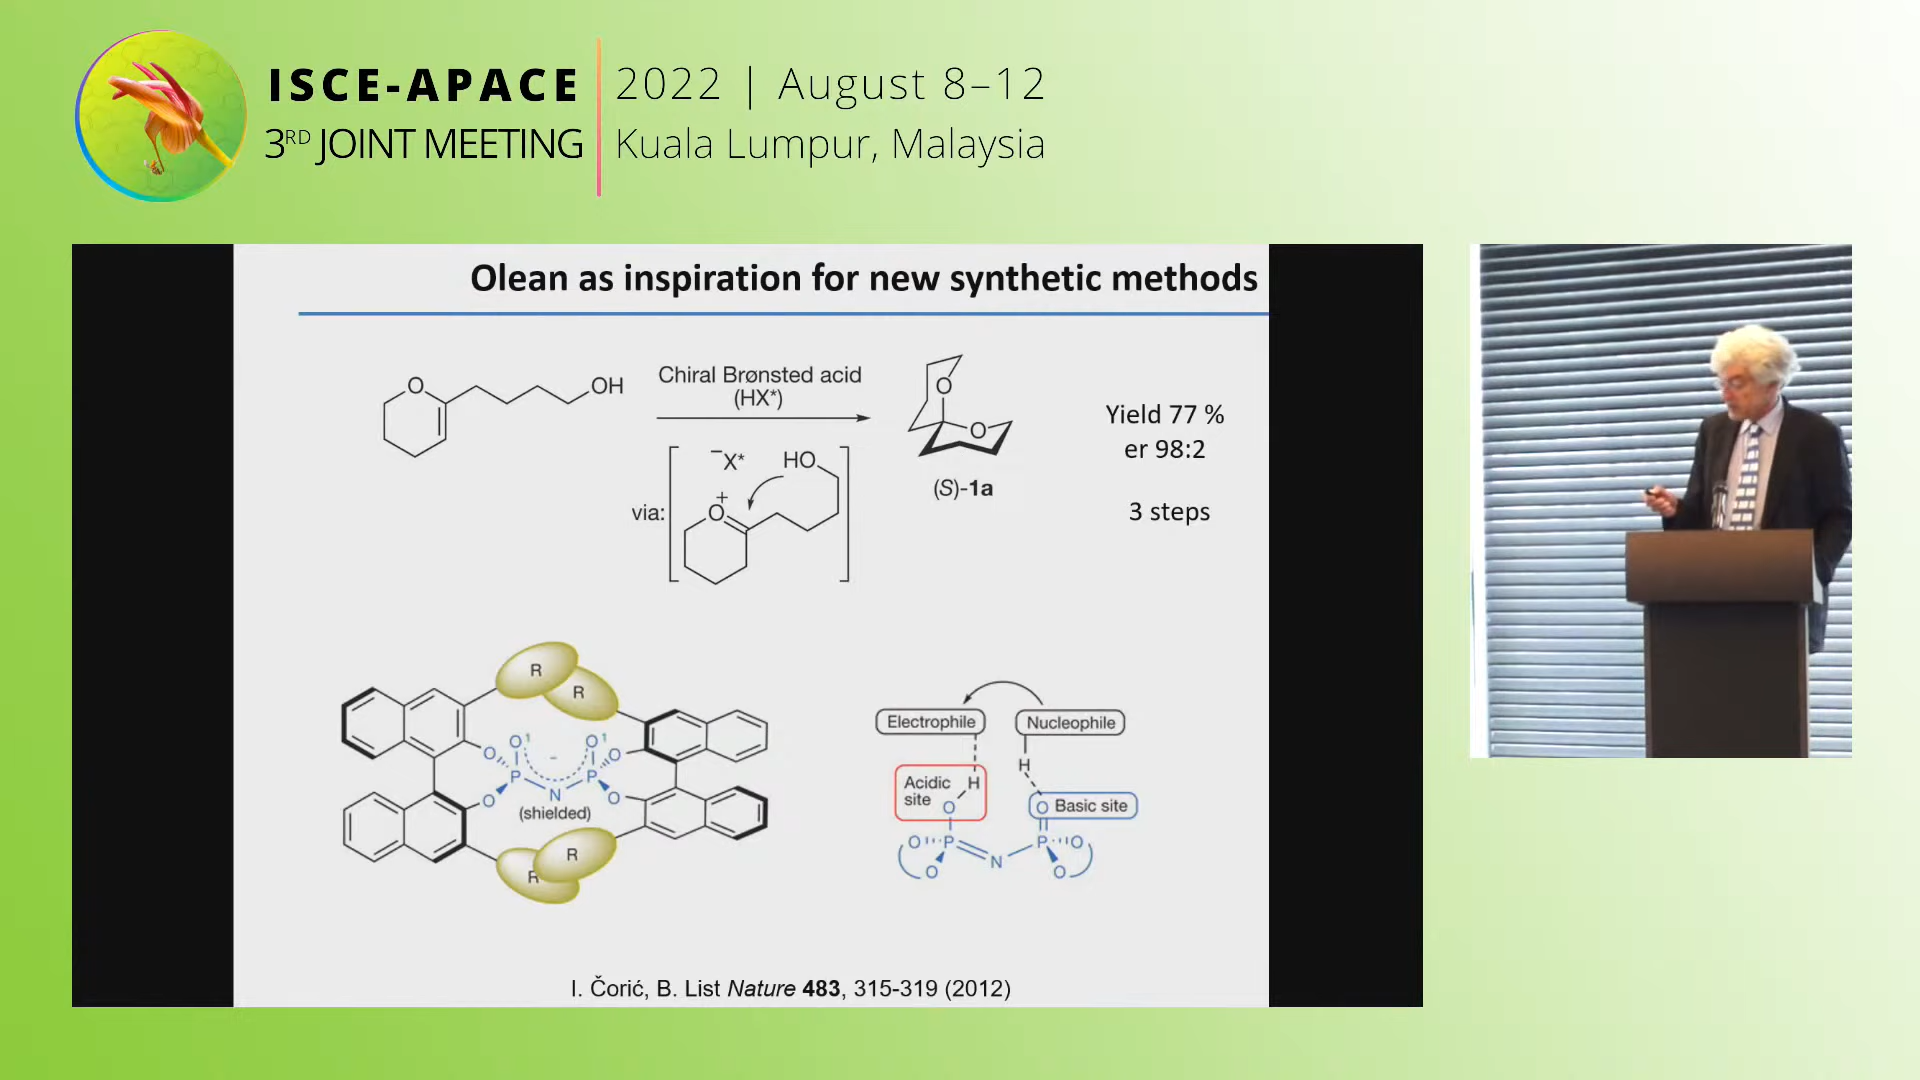 ISCE-APACE
3RD JOINT MEETING
2022 | August 8–12
Kuala Lumpur, Malaysia
Olean as inspiration for new synthetic methods
O
OH
Chiral Brønsted acid
(HX*)
O
O
(S)-1a
Yield 77 %
er 98:2
3 steps
via:
−X*
HO
+
O
R
R
O1
O1
O
O
P
P
−
N
O
O
(shielded)
R
R
Electrophile
Nucleophile
H
Acidic
site
H
O
O
Basic site
O
P
P
O
N
O
O
I. Čorić, B. List Nature 483, 315-319 (2012)